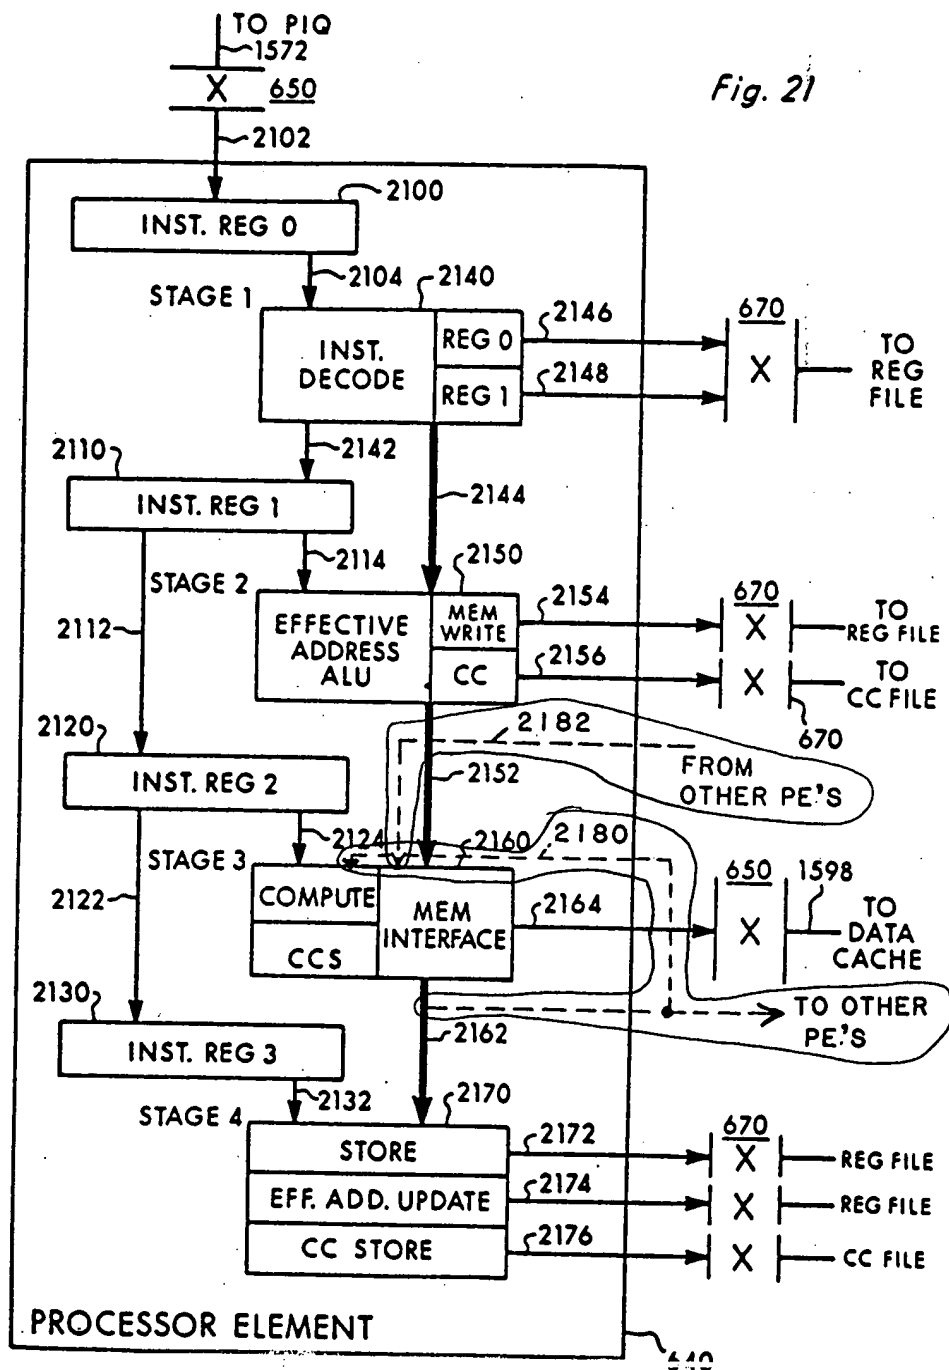 TO PIQ
1572
X 650
Fig. 21
2102
2100
INST. REG 0
2104
2140
STAGE 1
INST. DECODE
REG 0
REG 1
2146
2148
670
X
TO REG FILE
2142
2110
INST. REG 1
2144
2114
2150
STAGE 2
2112
EFFECTIVE ADDRESS ALU
MEM WRITE
CC
2154
2156
670
X
X
TO REG FILE
TO CC FILE
670
2182
2120
INST. REG 2
2152
FROM OTHER PE'S
2124
2160
2180
STAGE 3
2122
COMPUTE
CCS
MEM INTERFACE
2164
650
X
1598
TO DATA CACHE
2130
INST. REG 3
2162
TO OTHER PE'S
2132
2170
STAGE 4
STORE
EFF. ADD. UPDATE
CC STORE
2172
2174
2176
670
X
X
X
REG FILE
REG FILE
CC FILE
PROCESSOR ELEMENT
640